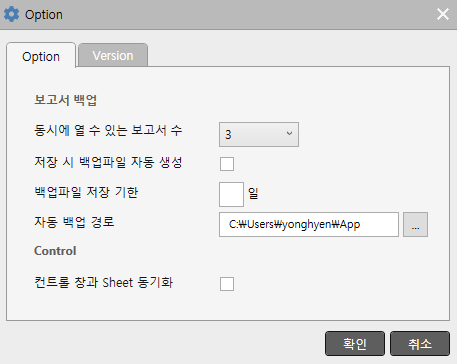 Option
Option Version
보고서 백업
동시에 열 수 있는 보고서 수 3
저장 시 백업파일 자동 생성
백업파일 저장 기한 일
자동 백업 경로 C:₩Users₩yonghyen₩App ...
Control
컨트롤 창과 Sheet 동기화
확인 취소